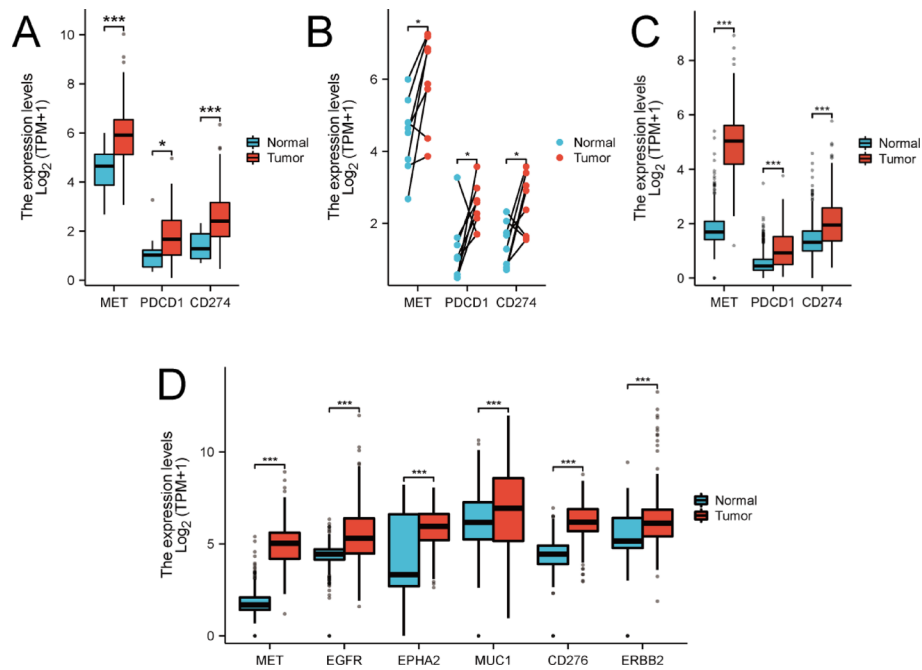 A
The expression levels
Log₂ (TPM+1)
10
8
6
4
2
0
***
*
***
MET
PDCD1
CD274
Normal
Tumor
B
The expression levels
Log₂ (TPM+1)
6
4
2
*
*
*
MET
PDCD1
CD274
Normal
Tumor
C
The expression levels
Log₂ (TPM+1)
8
6
4
2
0
***
***
***
MET
PDCD1
CD274
Normal
Tumor
D
The expression levels
Log₂ (TPM+1)
10
5
0
***
***
***
***
***
***
MET
EGFR
EPHA2
MUC1
CD276
ERBB2
Normal
Tumor